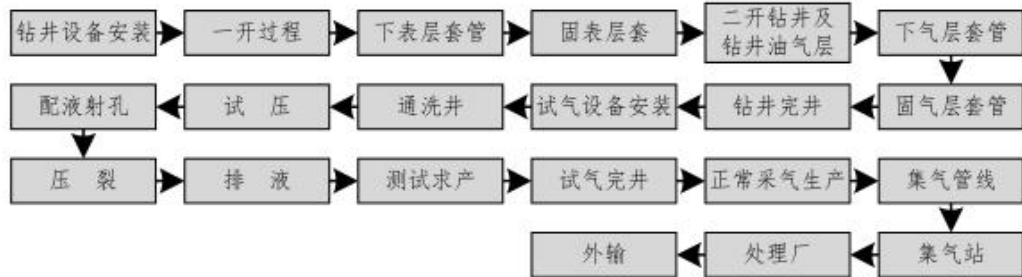 钻井设备安装
一开过程
下表层套管
固表层套
二开钻井及
钻井油气层
下气层套管
固气层套管
钻井完井
试气设备安装
通洗井
试 压
配液射孔
压 裂
排 液
测试求产
试气完井
正常采气生产
集气管线
集气站
处理厂
外输